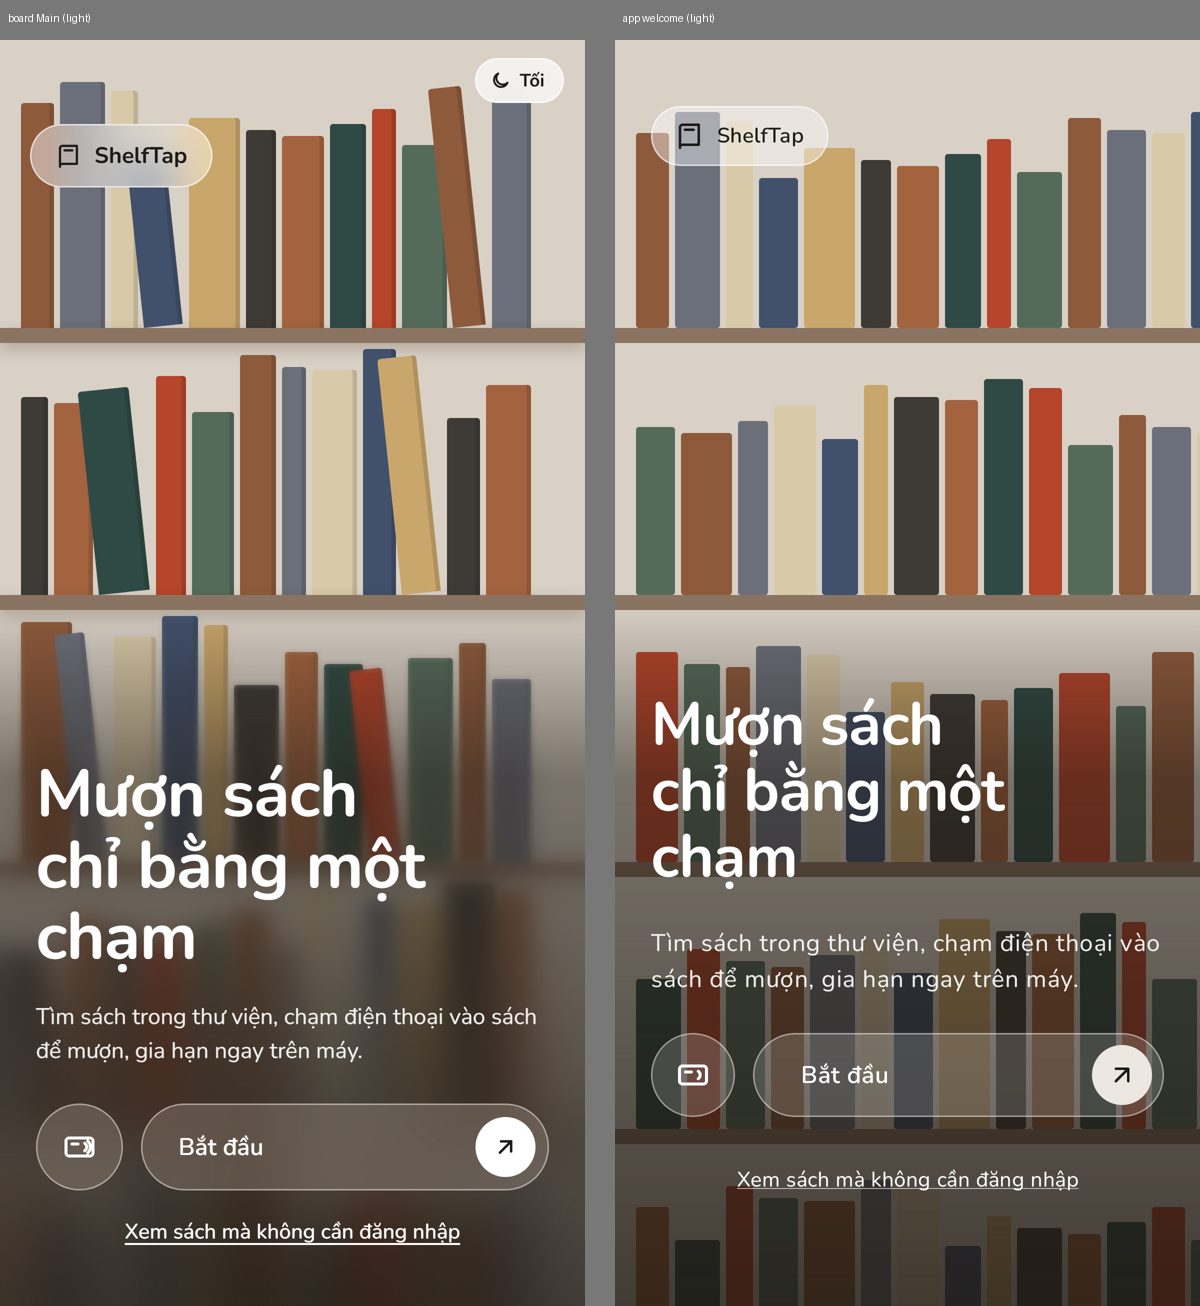 board Main (light)
Tối
ShelfTap
Mượn sách
chỉ bằng một
chạm
Tìm sách trong thư viện, chạm điện thoại vào sách
để mượn, gia hạn ngay trên máy.
Bắt đầu
Xem sách mà không cần đăng nhập
app welcome (light)
ShelfTap
Mượn sách
chỉ bằng một
chạm
Tìm sách trong thư viện, chạm điện thoại vào
sách để mượn, gia hạn ngay trên máy.
Bắt đầu
Xem sách mà không cần đăng nhập